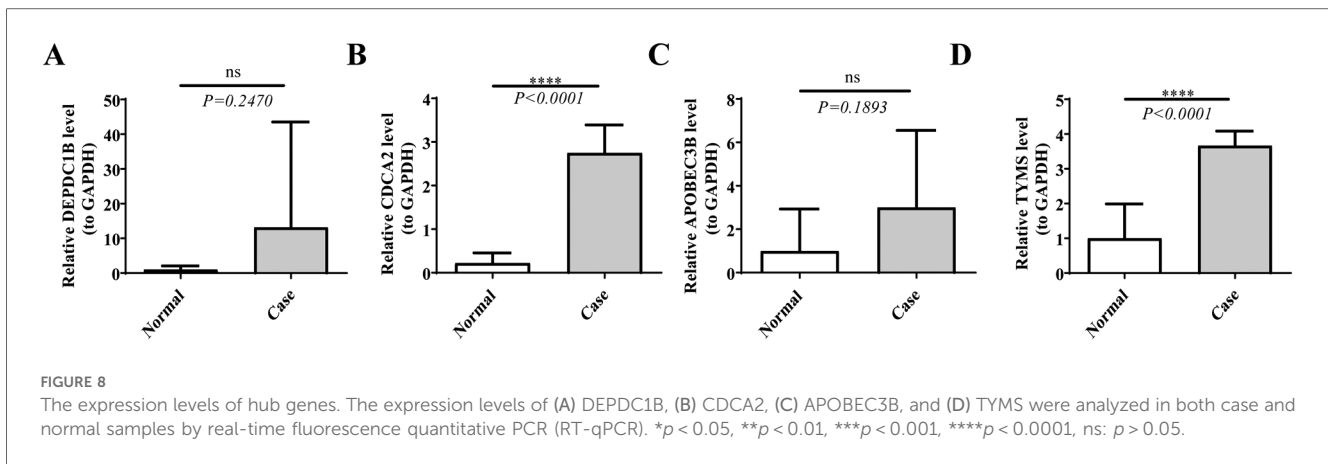 A
ns
P=0.2470
Relative DEPDC1B level
(to GAPDH)
50
40
30
20
10
0
Normal
Case
B
****
P<0.0001
Relative CDCA2 level
(to GAPDH)
4
3
2
1
0
Normal
Case
C
ns
P=0.1893
Relative APOBEC3B level
(to GAPDH)
8
6
4
2
0
Normal
Case
D
****
P<0.0001
Relative TYMS level
(to GAPDH)
5
4
3
2
1
0
Normal
Case
FIGURE 8
The expression levels of hub genes. The expression levels of (A) DEPDC1B, (B) CDCA2, (C) APOBEC3B, and (D) TYMS were analyzed in both case and
normal samples by real-time fluorescence quantitative PCR (RT-qPCR). *p < 0.05, **p < 0.01, ***p < 0.001, ****p < 0.0001, ns: p > 0.05.